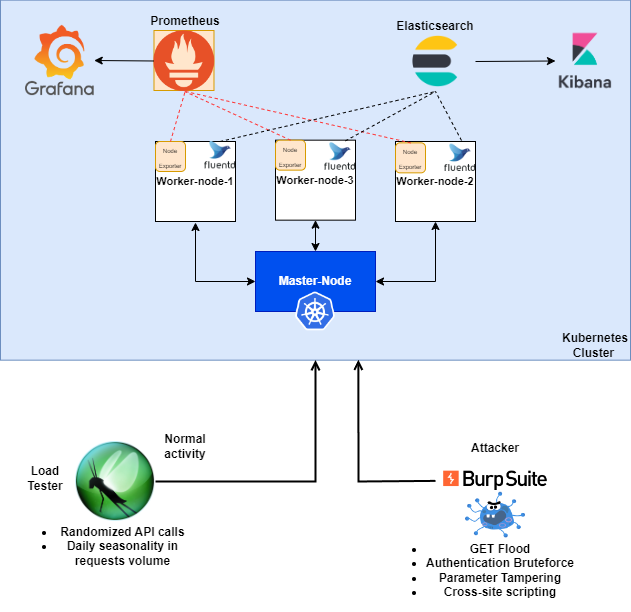 Prometheus
Elasticsearch
Grafana
Kibana
Node
Exporter
fluentd
Worker-node-1
Node
Exporter
fluentd
Worker-node-3
Node
Exporter
fluentd
Worker-node-2
Master-Node
Kubernetes
Cluster
Normal
activity
Load
Tester
• Randomized API calls
• Daily seasonality in
requests volume
Attacker
Burp Suite
• GET Flood
• Authentication Bruteforce
• Parameter Tampering
• Cross-site scripting